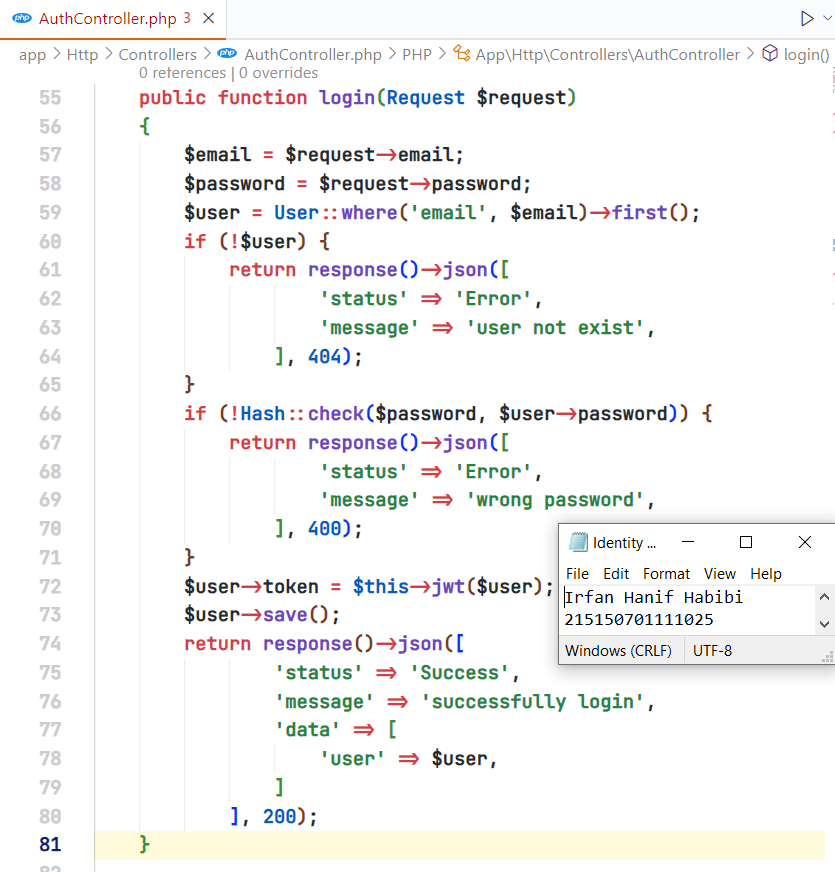 AuthController.php 3
app > Http > Controllers > AuthController.php > PHP > App\Http\Controllers\AuthController > login()
0 references | 0 overrides
55 public function login(Request $request)
56 {
57 $email = $request->email;
58 $password = $request->password;
59 $user = User::where('email', $email)->first();
60 if (!$user) {
61 return response()->json([
62 'status' => 'Error',
63 'message' => 'user not exist',
64 ], 404);
65 }
66 if (!Hash::check($password, $user->password)) {
67 return response()->json([
68 'status' => 'Error',
69 'message' => 'wrong password',
70 ], 400);
71 }
72 $user->token = $this->jwt($user);
73 $user->save();
74 return response()->json([
75 'status' => 'Success',
76 'message' => 'successfully login',
77 'data' => [
78 'user' => $user,
79 ]
80 ], 200);
81 }
Identity ...
File Edit Format View Help
Irfan Hanif Habibi
215150701111025
Windows (CRLF) UTF-8